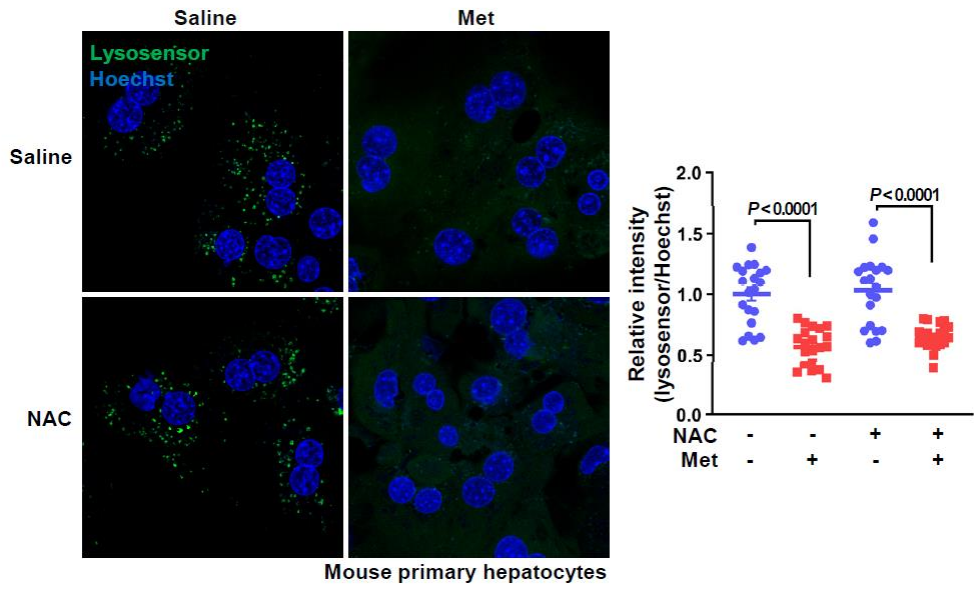 Saline Met
Lysosensor
Hoechst
Saline
NAC
Mouse primary hepatocytes
Relative intensity
(lysosensor/Hoechst)
2.0
1.5
1.0
0.5
0.0
P < 0.0001
P < 0.0001
NAC - - + +
Met - + - +